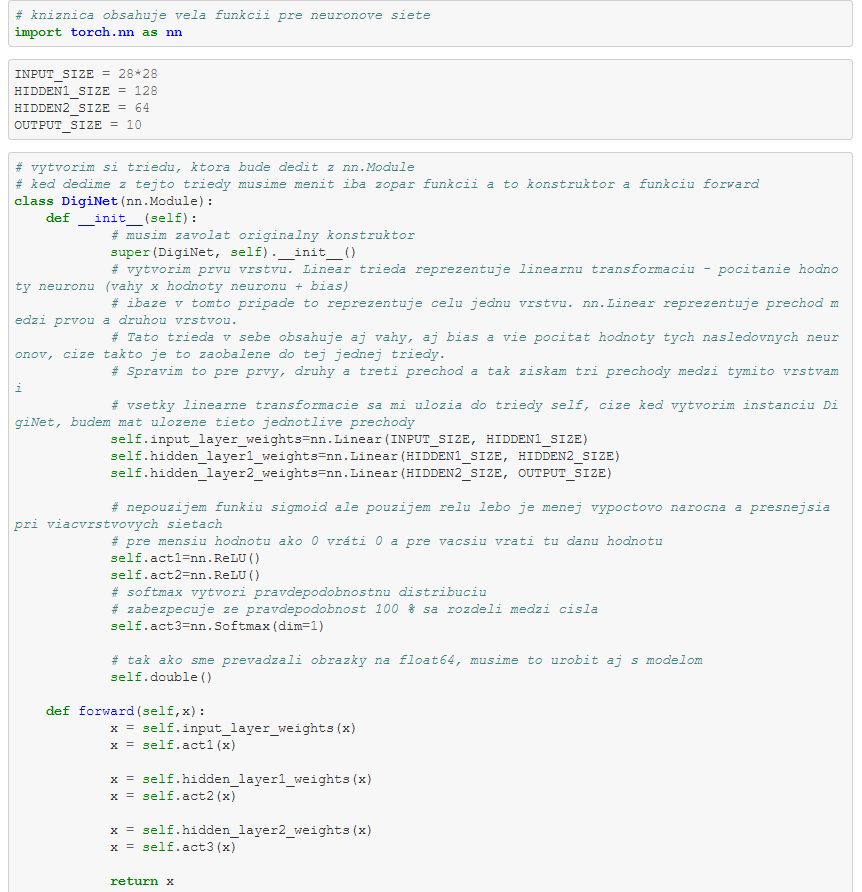 # kniznica obsahuje vela funkcii pre neuronove siete
import torch.nn as nn
INPUT_SIZE = 28*28
HIDDEN1_SIZE = 128
HIDDEN2_SIZE = 64
OUTPUT_SIZE = 10
# vytvorim si triedu, ktora bude dedit z nn.Module
# ked dedime z tejto triedy musime menit iba zopar funkcii a to konstruktor a funkciu forward
class DigiNet(nn.Module):
    def __init__(self):
            # musim zavolat originalny konstruktor
            super(DigiNet, self).__init__()
            # vytvorim prvu vrstvu. Linear trieda reprezentuje linearnu transformaciu - pocitanie hodno
ty neuronu (vahy x hodnoty neuronu + bias)
            # ibaze v tomto pripade to reprezentuje celu jednu vrstvu. nn.Linear reprezentuje prechod m
edzi prvou a druhou vrstvou.
            # Tato trieda v sebe obsahuje aj vahy, aj bias a vie pocitat hodnoty tych nasledovnych neur
onov, cize takto je to zaobalene do tej jednej triedy.
            # Spravim to pre prvy, druhy a treti prechod a tak ziskam tri prechody medzi tymito vrstvam
i
            # vsetky linearne transformacie sa mi ulozia do triedy self, cize ked vytvorim instanciu Di
giNet, budem mat ulozene tieto jednotlive prechody
            self.input_layer_weights=nn.Linear(INPUT_SIZE, HIDDEN1_SIZE)
            self.hidden_layer1_weights=nn.Linear(HIDDEN1_SIZE, HIDDEN2_SIZE)
            self.hidden_layer2_weights=nn.Linear(HIDDEN2_SIZE, OUTPUT_SIZE)
            # nepouzijem funkiu sigmoid ale pouzijem relu lebo je menej vypoctovo narocna a presnejsia
pri viacvrstvovych sietach
            # pre mensiu hodnotu ako 0 vráti 0 a pre vacsiu vrati tu danu hodnotu
            self.act1=nn.ReLU()
            self.act2=nn.ReLU()
            # softmax vytvori pravdepodobnostnu distribuciu
            # zabezpecuje ze pravdepodobnost 100 % sa rozdeli medzi cisla
            self.act3=nn.Softmax(dim=1)
            # tak ako sme prevadzali obrazky na float64, musime to urobit aj s modelom
            self.double()
    def forward(self,x):
            x = self.input_layer_weights(x)
            x = self.act1(x)
            x = self.hidden_layer1_weights(x)
            x = self.act2(x)
            x = self.hidden_layer2_weights(x)
            x = self.act3(x)
            return x